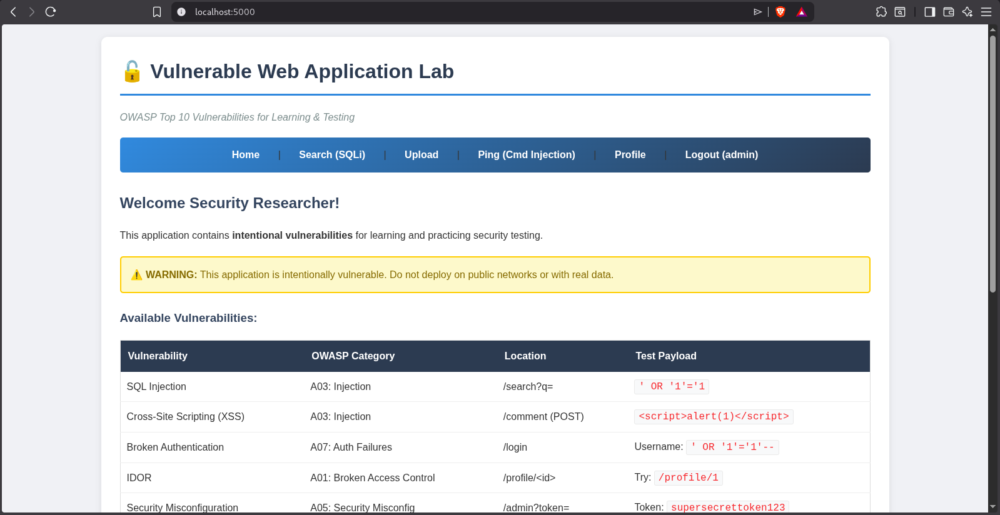 localhost:5000
Vulnerable Web Application Lab
OWASP Top 10 Vulnerabilities for Learning & Testing
Home | Search (SQLi) | Upload | Ping (Cmd Injection) | Profile | Logout (admin)
Welcome Security Researcher!
This application contains intentional vulnerabilities for learning and practicing security testing.
⚠️ WARNING: This application is intentionally vulnerable. Do not deploy on public networks or with real data.
Available Vulnerabilities:
Vulnerability OWASP Category Location Test Payload
SQL Injection A03: Injection /search?q= ' OR '1'='1
Cross-Site Scripting (XSS) A03: Injection /comment (POST) <script>alert(1)</script>
Broken Authentication A07: Auth Failures /login Username: ' OR '1'='1'--
IDOR A01: Broken Access Control /profile/<id> Try: /profile/1
Security Misconfiguration A05: Security Misconfig /admin?token= Token: supersecrettoken123